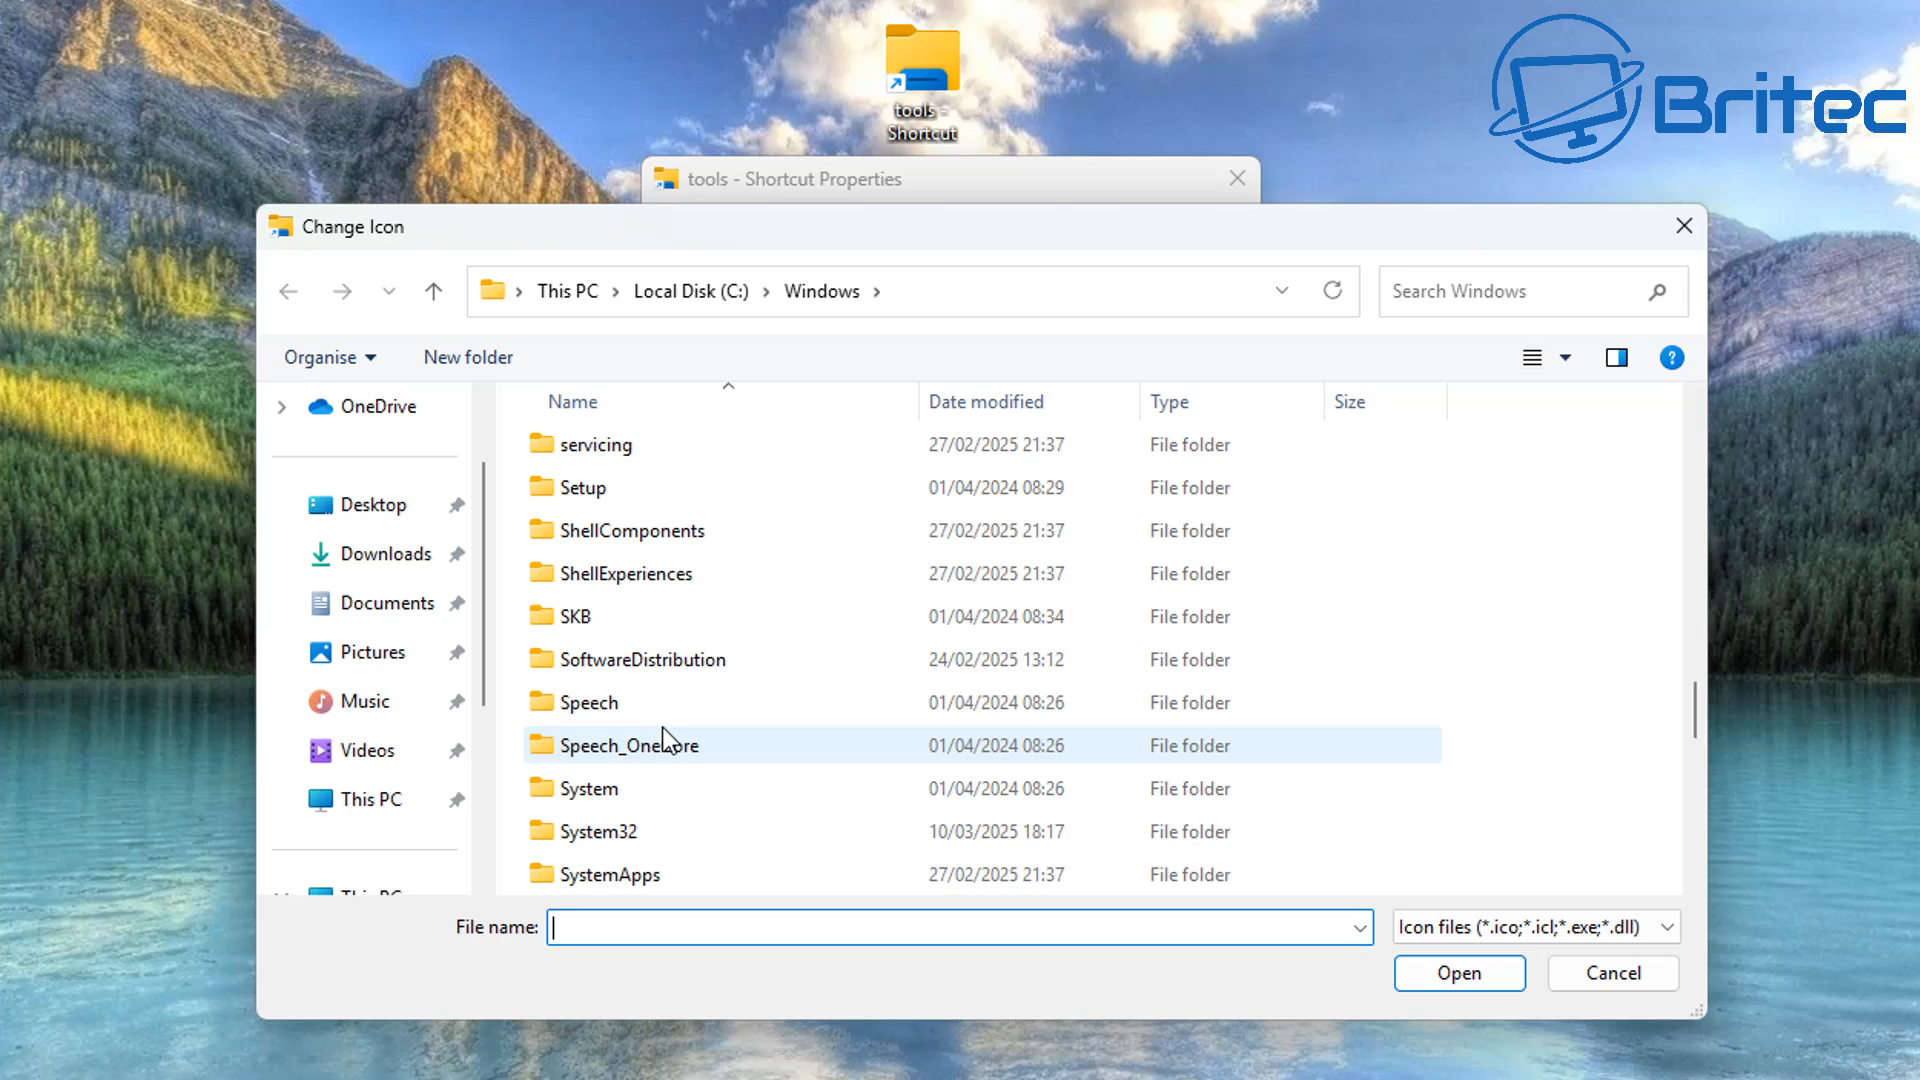 tools -
Shortcut
Britec
tools - Shortcut Properties
Change Icon
This PC > Local Disk (C:) > Windows >
Search Windows
Organise
New folder
Name Date modified Type Size
OneDrive
Desktop
Downloads
Documents
Pictures
Music
Videos
This PC
This PC
servicing 27/02/2025 21:37 File folder
Setup 01/04/2024 08:29 File folder
ShellComponents 27/02/2025 21:37 File folder
ShellExperiences 27/02/2025 21:37 File folder
SKB 01/04/2024 08:34 File folder
SoftwareDistribution 24/02/2025 13:12 File folder
Speech 01/04/2024 08:26 File folder
Speech_OneCore 01/04/2024 08:26 File folder
System 01/04/2024 08:26 File folder
System32 10/03/2025 18:17 File folder
SystemApps 27/02/2025 21:37 File folder
File name:
Icon files (*.ico;*.icl;*.exe;*.dll)
Open
Cancel